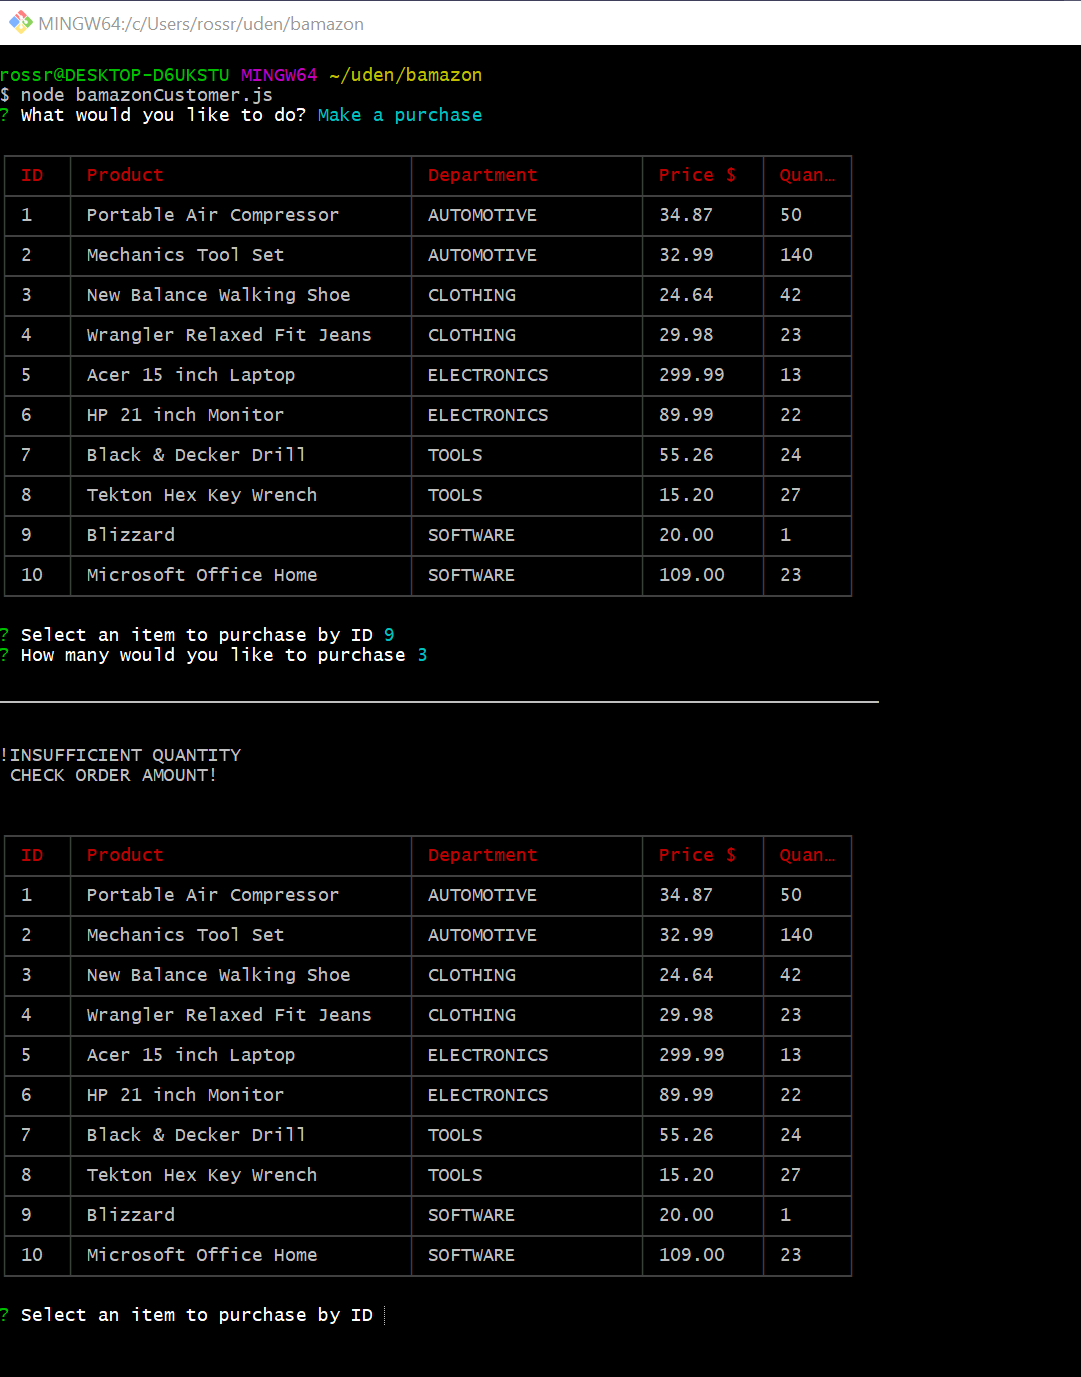 MINGW64:/c/Users/rossr/uden/bamazon
rossr@DESKTOP-D6UKSTU MINGW64 ~/uden/bamazon
$ node bamazonCustomer.js
? What would you like to do? Make a purchase
ID Product Department Price $ Quan…
1 Portable Air Compressor AUTOMOTIVE 34.87 50
2 Mechanics Tool Set AUTOMOTIVE 32.99 140
3 New Balance Walking Shoe CLOTHING 24.64 42
4 Wrangler Relaxed Fit Jeans CLOTHING 29.98 23
5 Acer 15 inch Laptop ELECTRONICS 299.99 13
6 HP 21 inch Monitor ELECTRONICS 89.99 22
7 Black & Decker Drill TOOLS 55.26 24
8 Tekton Hex Key Wrench TOOLS 15.20 27
9 Blizzard SOFTWARE 20.00 1
10 Microsoft Office Home SOFTWARE 109.00 23
? Select an item to purchase by ID 9
? How many would you like to purchase 3
!INSUFFICIENT QUANTITY
CHECK ORDER AMOUNT!
ID Product Department Price $ Quan…
1 Portable Air Compressor AUTOMOTIVE 34.87 50
2 Mechanics Tool Set AUTOMOTIVE 32.99 140
3 New Balance Walking Shoe CLOTHING 24.64 42
4 Wrangler Relaxed Fit Jeans CLOTHING 29.98 23
5 Acer 15 inch Laptop ELECTRONICS 299.99 13
6 HP 21 inch Monitor ELECTRONICS 89.99 22
7 Black & Decker Drill TOOLS 55.26 24
8 Tekton Hex Key Wrench TOOLS 15.20 27
9 Blizzard SOFTWARE 20.00 1
10 Microsoft Office Home SOFTWARE 109.00 23
? Select an item to purchase by ID